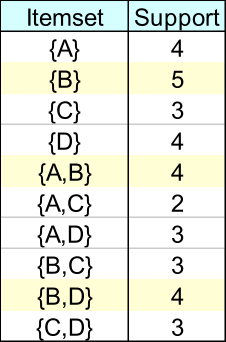 Itemset Support
{A} 4
{B} 5
{C} 3
{D} 4
{A,B} 4
{A,C} 2
{A,D} 3
{B,C} 3
{B,D} 4
{C,D} 3